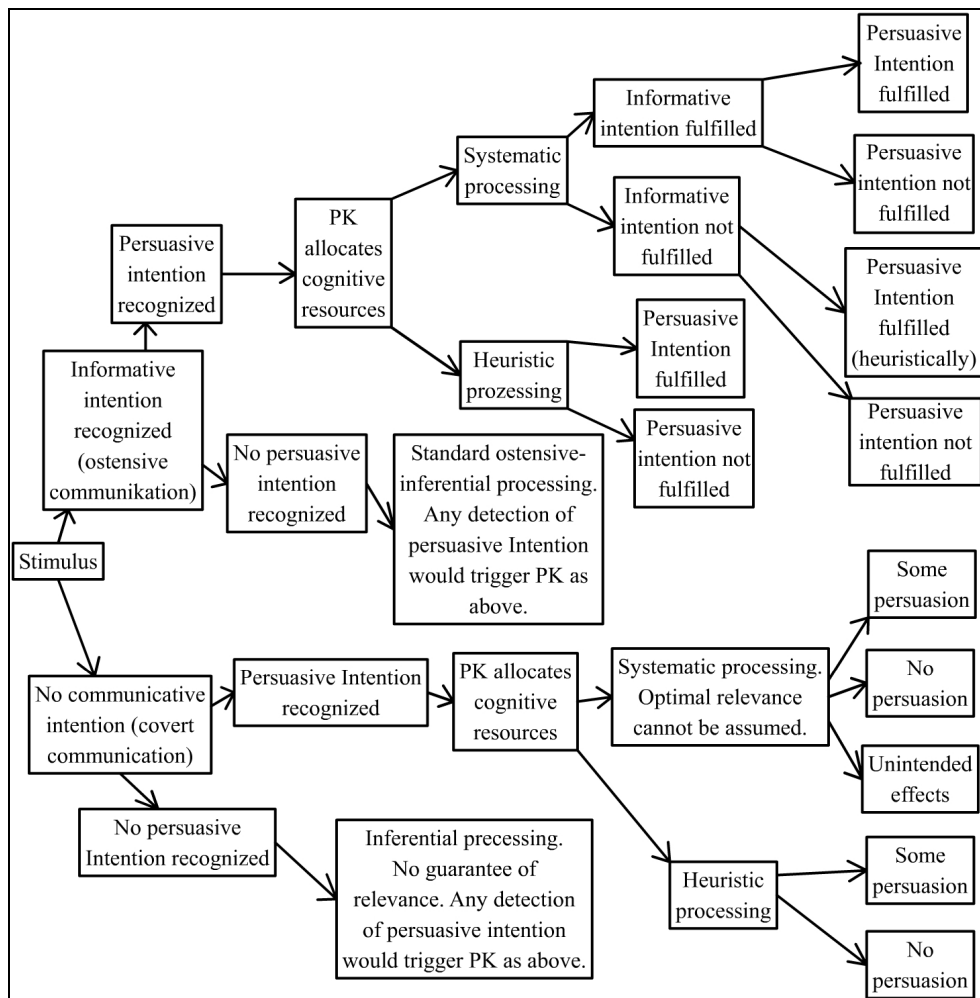 Persuasive
Intention
fulfilled
Informative
intention fulfilled
Systematic
processing
Persuasive
intention not
fulfilled
PK
allocates
cognitive
resources
Informative
intention not
fulfilled
Persuasive
intention
recognized
Persuasive
Intention
fulfilled
(heuristically)
Persuasive
Intention
fulfilled
Heuristic
prozessing
Informative
intention
recognized
(ostensive
communikation)
Persuasive
intention not
fulfilled
Persuasive
intention not
fulfilled
No persuasive
intention
recognized
Standard ostensive-
inferential processing.
Any detection of
persuasive Intention
would trigger PK as
above.
Stimulus
Some
persuasion
No communicative
intention (covert
communication)
Persuasive Intention
recognized
PK allocates
cognitive
resources
Systematic processing.
Optimal relevance
cannot be assumed.
No
persuasion
Unintended
effects
No persuasive
Intention recognized
Inferential precessing.
No guarantee of
relevance. Any detection
of persuasive intention
would trigger PK as above.
Heuristic
processing
Some
persuasion
No
persuasion